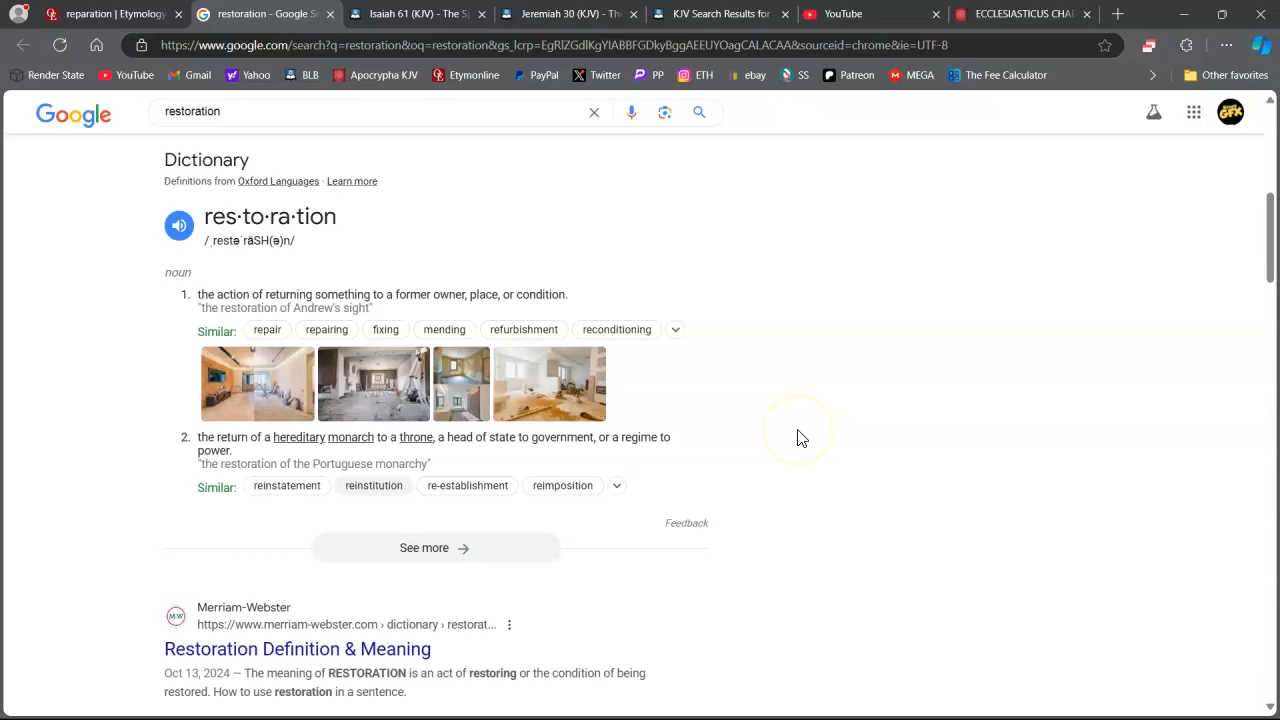 reparation | Etymology
restoration - Google Se
Isaiah 61 (KJV) - The Sp
Jeremiah 30 (KJV) - The
KJV Search Results for
YouTube
ECCLESIASTICUS CHAP
https://www.google.com/search?q=restoration&oq=restoration&gs_lcrp=EgRIZGdlKgYIABBFGDkyBggAEEUYOagCALACAA&sourceid=chrome&ie=UTF-8
Render State
YouTube
Gmail
Yahoo
BLB
Apocrypha KJV
Etymonline
PayPal
Twitter
PP
ETH
ebay
SS
Patreon
MEGA
The Fee Calculator
Other favorites
Google
restoration
Dictionary
Definitions from Oxford Languages · Learn more
res·to·ra·tion
/ˌrestəˈrāSH(ə)n/
noun
1. the action of returning something to a former owner, place, or condition.
"the restoration of Andrew's sight"
Similar: repair repairing fixing mending refurbishment reconditioning
2. the return of a hereditary monarch to a throne, a head of state to government, or a regime to
power.
"the restoration of the Portuguese monarchy"
Similar: reinstatement reinstitution re-establishment reimposition
Feedback
See more →
Merriam-Webster
https://www.merriam-webster.com › dictionary › restorat...
Restoration Definition & Meaning
Oct 13, 2024 — The meaning of RESTORATION is an act of restoring or the condition of being
restored. How to use restoration in a sentence.